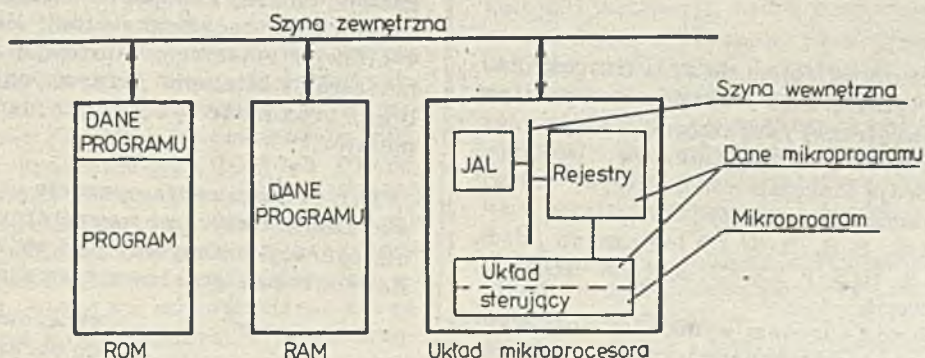 Szyna zewnętrzna
DANE
PROGRAMU
PROGRAM
ROM
DANE
PROGRAMU
RAM
JAL
Rejestry
Układ
sterujący
Układ mikroprocesora
Szyna wewnętrzna
Dane mikroprogramu
Mikroprogram